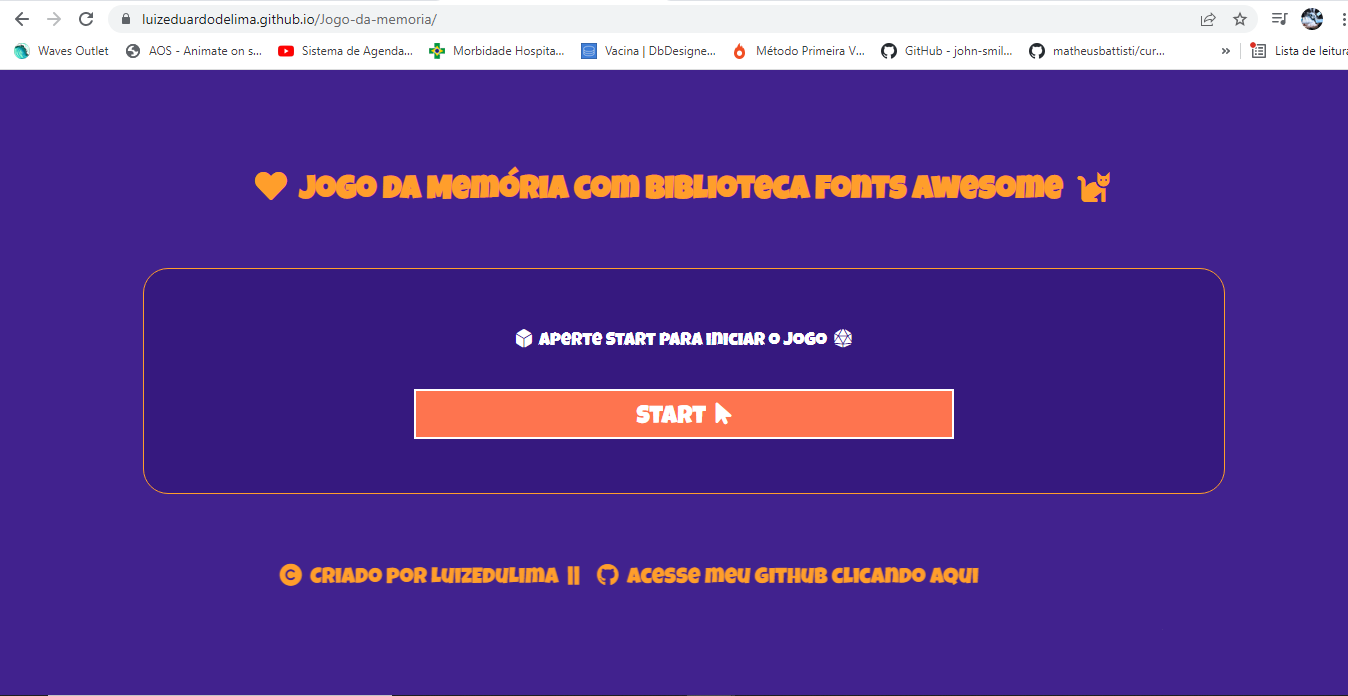 luizeduardodelima.github.io/Jogo-da-memoria/
Waves Outlet AOS - Animate on s... Sistema de Agenda... Morbidade Hospita... Vacina | DbDesigne... Método Primeira V... GitHub - john-smil... matheusbattisti/cur... » Lista de leitura
Jogo da Memória com Biblioteca Fonts Awesome
Aperte Start para iniciar o jogo
START
© Criado por LuizEduLima || Acesse meu Github clicando aqui